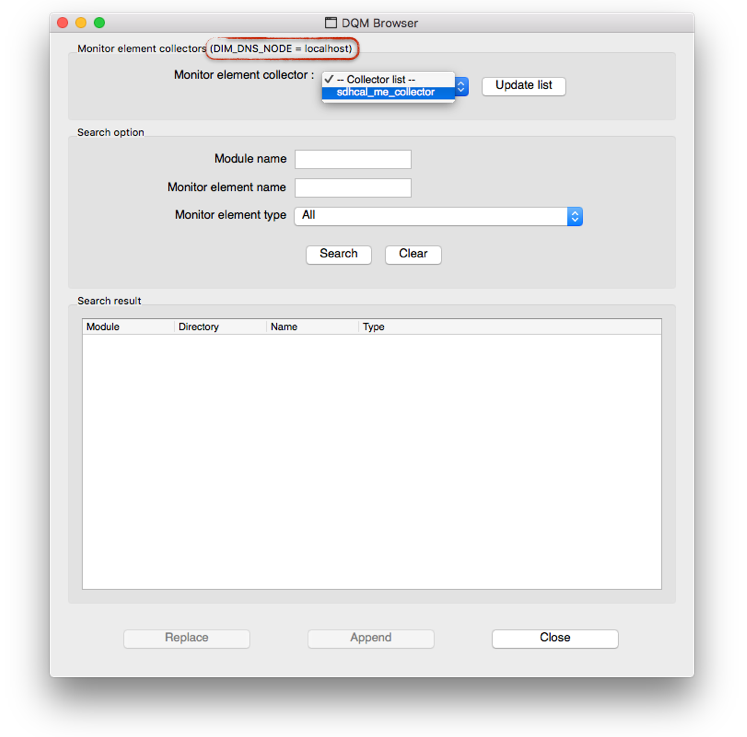 DQM Browser
Monitor element collectors (DIM_DNS_NODE = localhost)
Monitor element collector : ✓ -- Collector list -- Update list
sdhcal_me_collector
Search option
Module name
Monitor element name
Monitor element type All
Search Clear
Search result
Module Directory Name Type
Replace Append Close